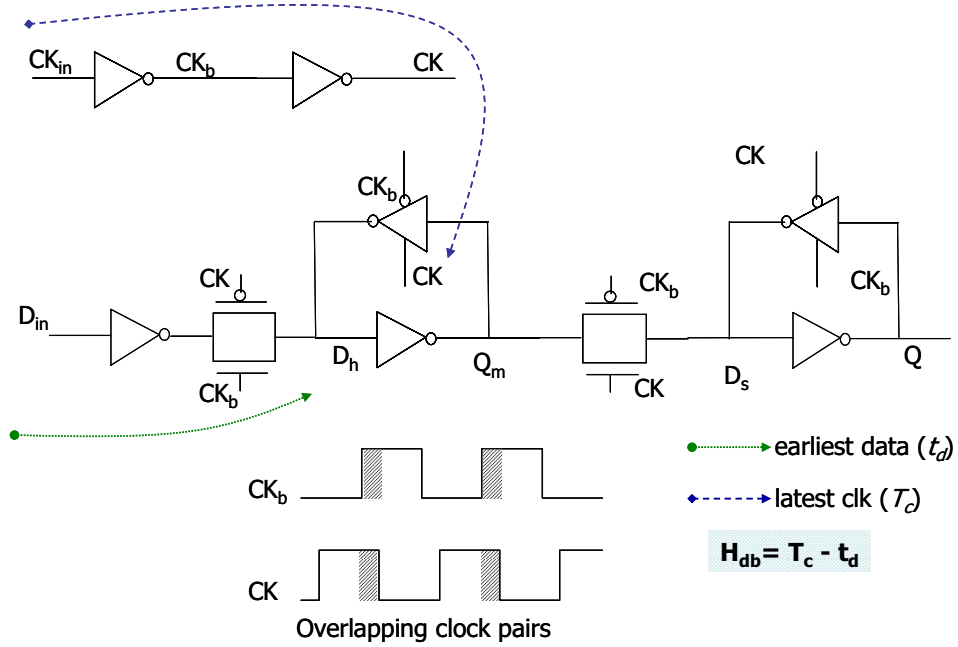 CK_in CK_b CK
CK_b
CK
CK
CK_b
D_in
CK
CK_b
D_h
Q_m
CK_b
CK
D_s
Q
earliest data (t_d)
latest clk (T_c)
H_db= T_c - t_d
CK_b
CK
Overlapping clock pairs